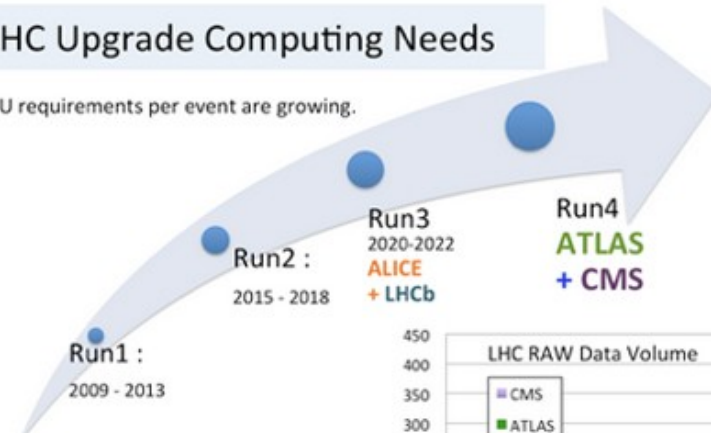 HC Upgrade Computing Needs
U requirements per event are growing.
Run1 :
2009 - 2013
Run2 :
2015 - 2018
Run3
2020-2022
ALICE
+ LHCb
Run4
ATLAS
+ CMS
LHC RAW Data Volume
450
400
350
300
CMS
ATLAS